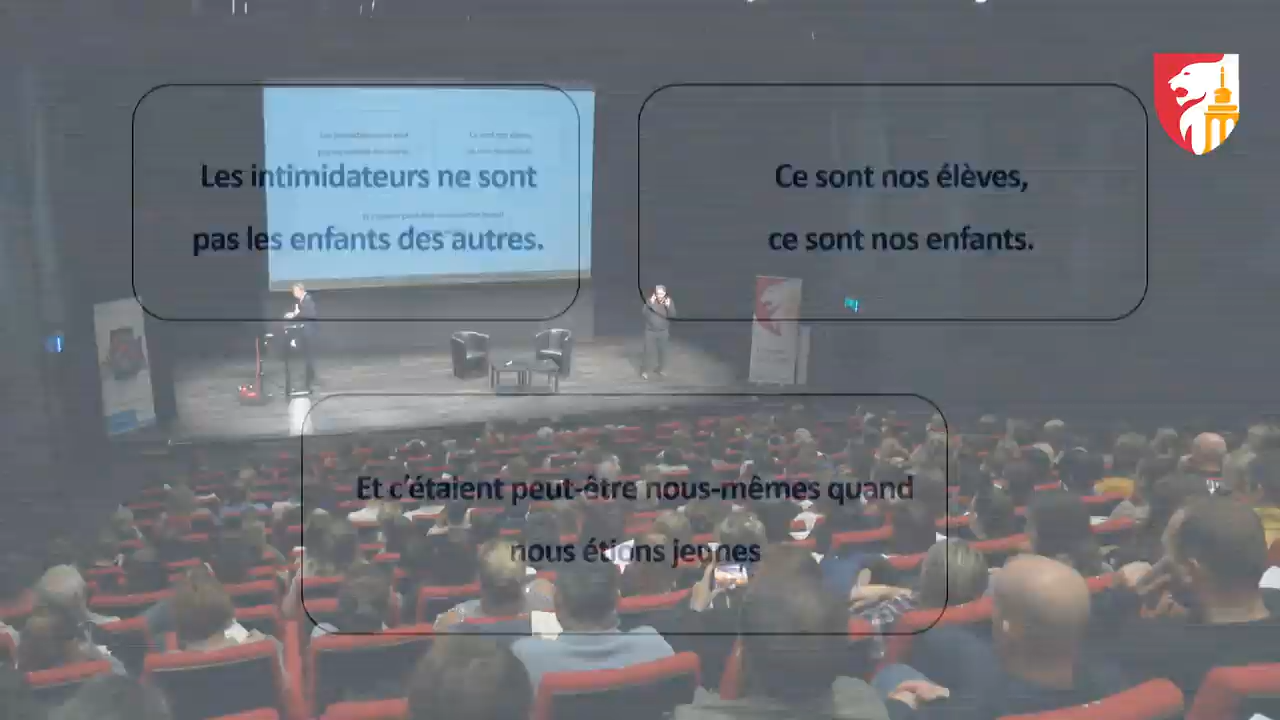 Les intimidateurs ne sont
pas les enfants des autres.
Ce sont nos élèves,
ce sont nos enfants.
Et c'étaient peut-être nous-mêmes quand
nous étions jeunes